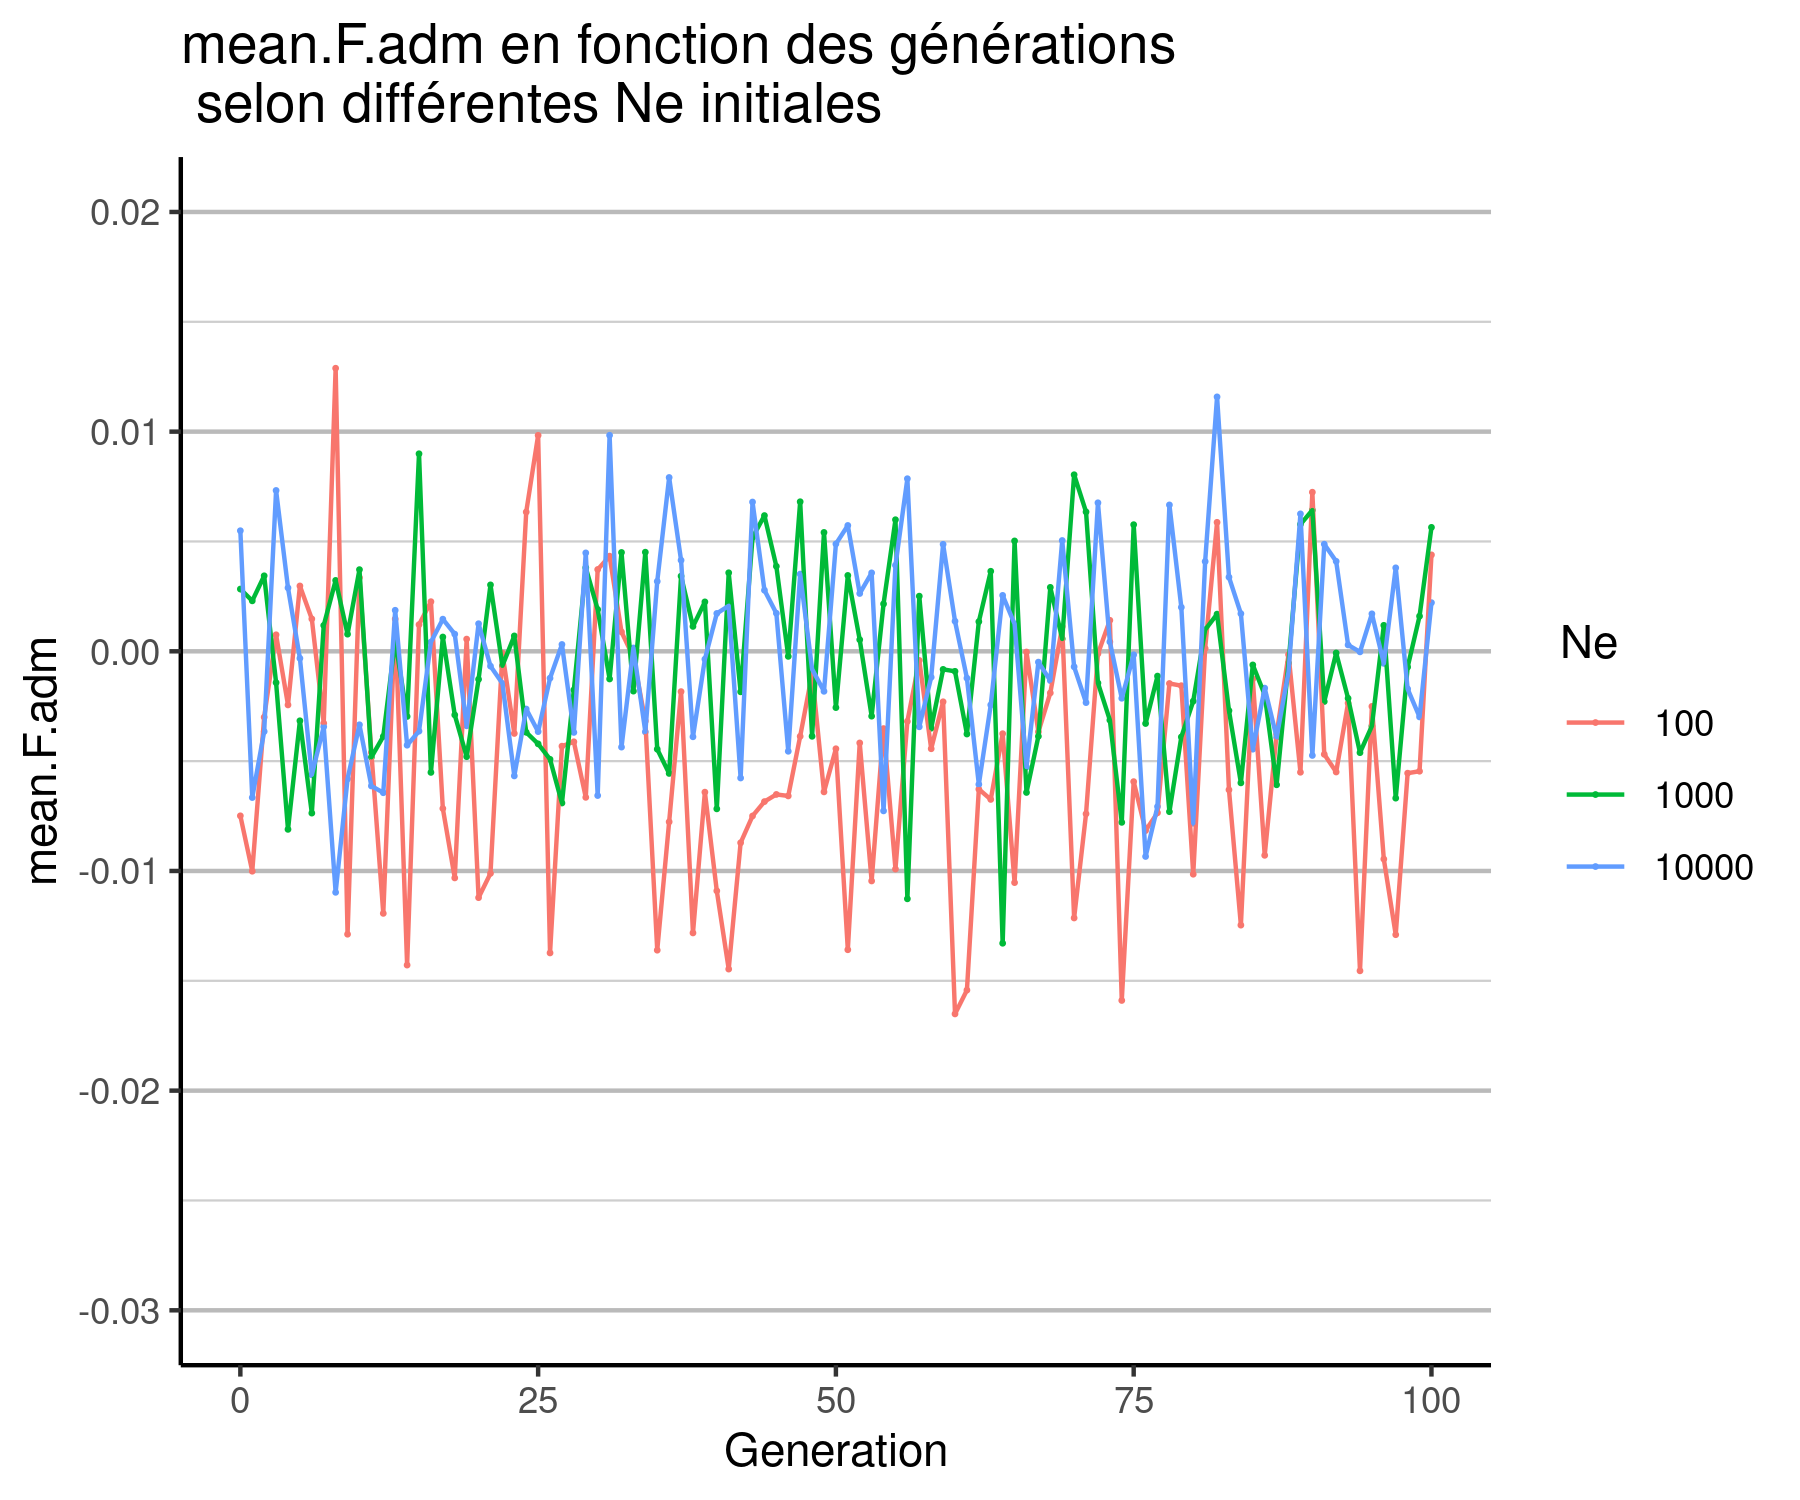 mean.F.adm en fonction des générations
selon différentes Ne initiales
0.02
0.01
0.00
-0.01
-0.02
-0.03
mean.F.adm
0 25 50 75 100
Generation
Ne
100
1000
10000